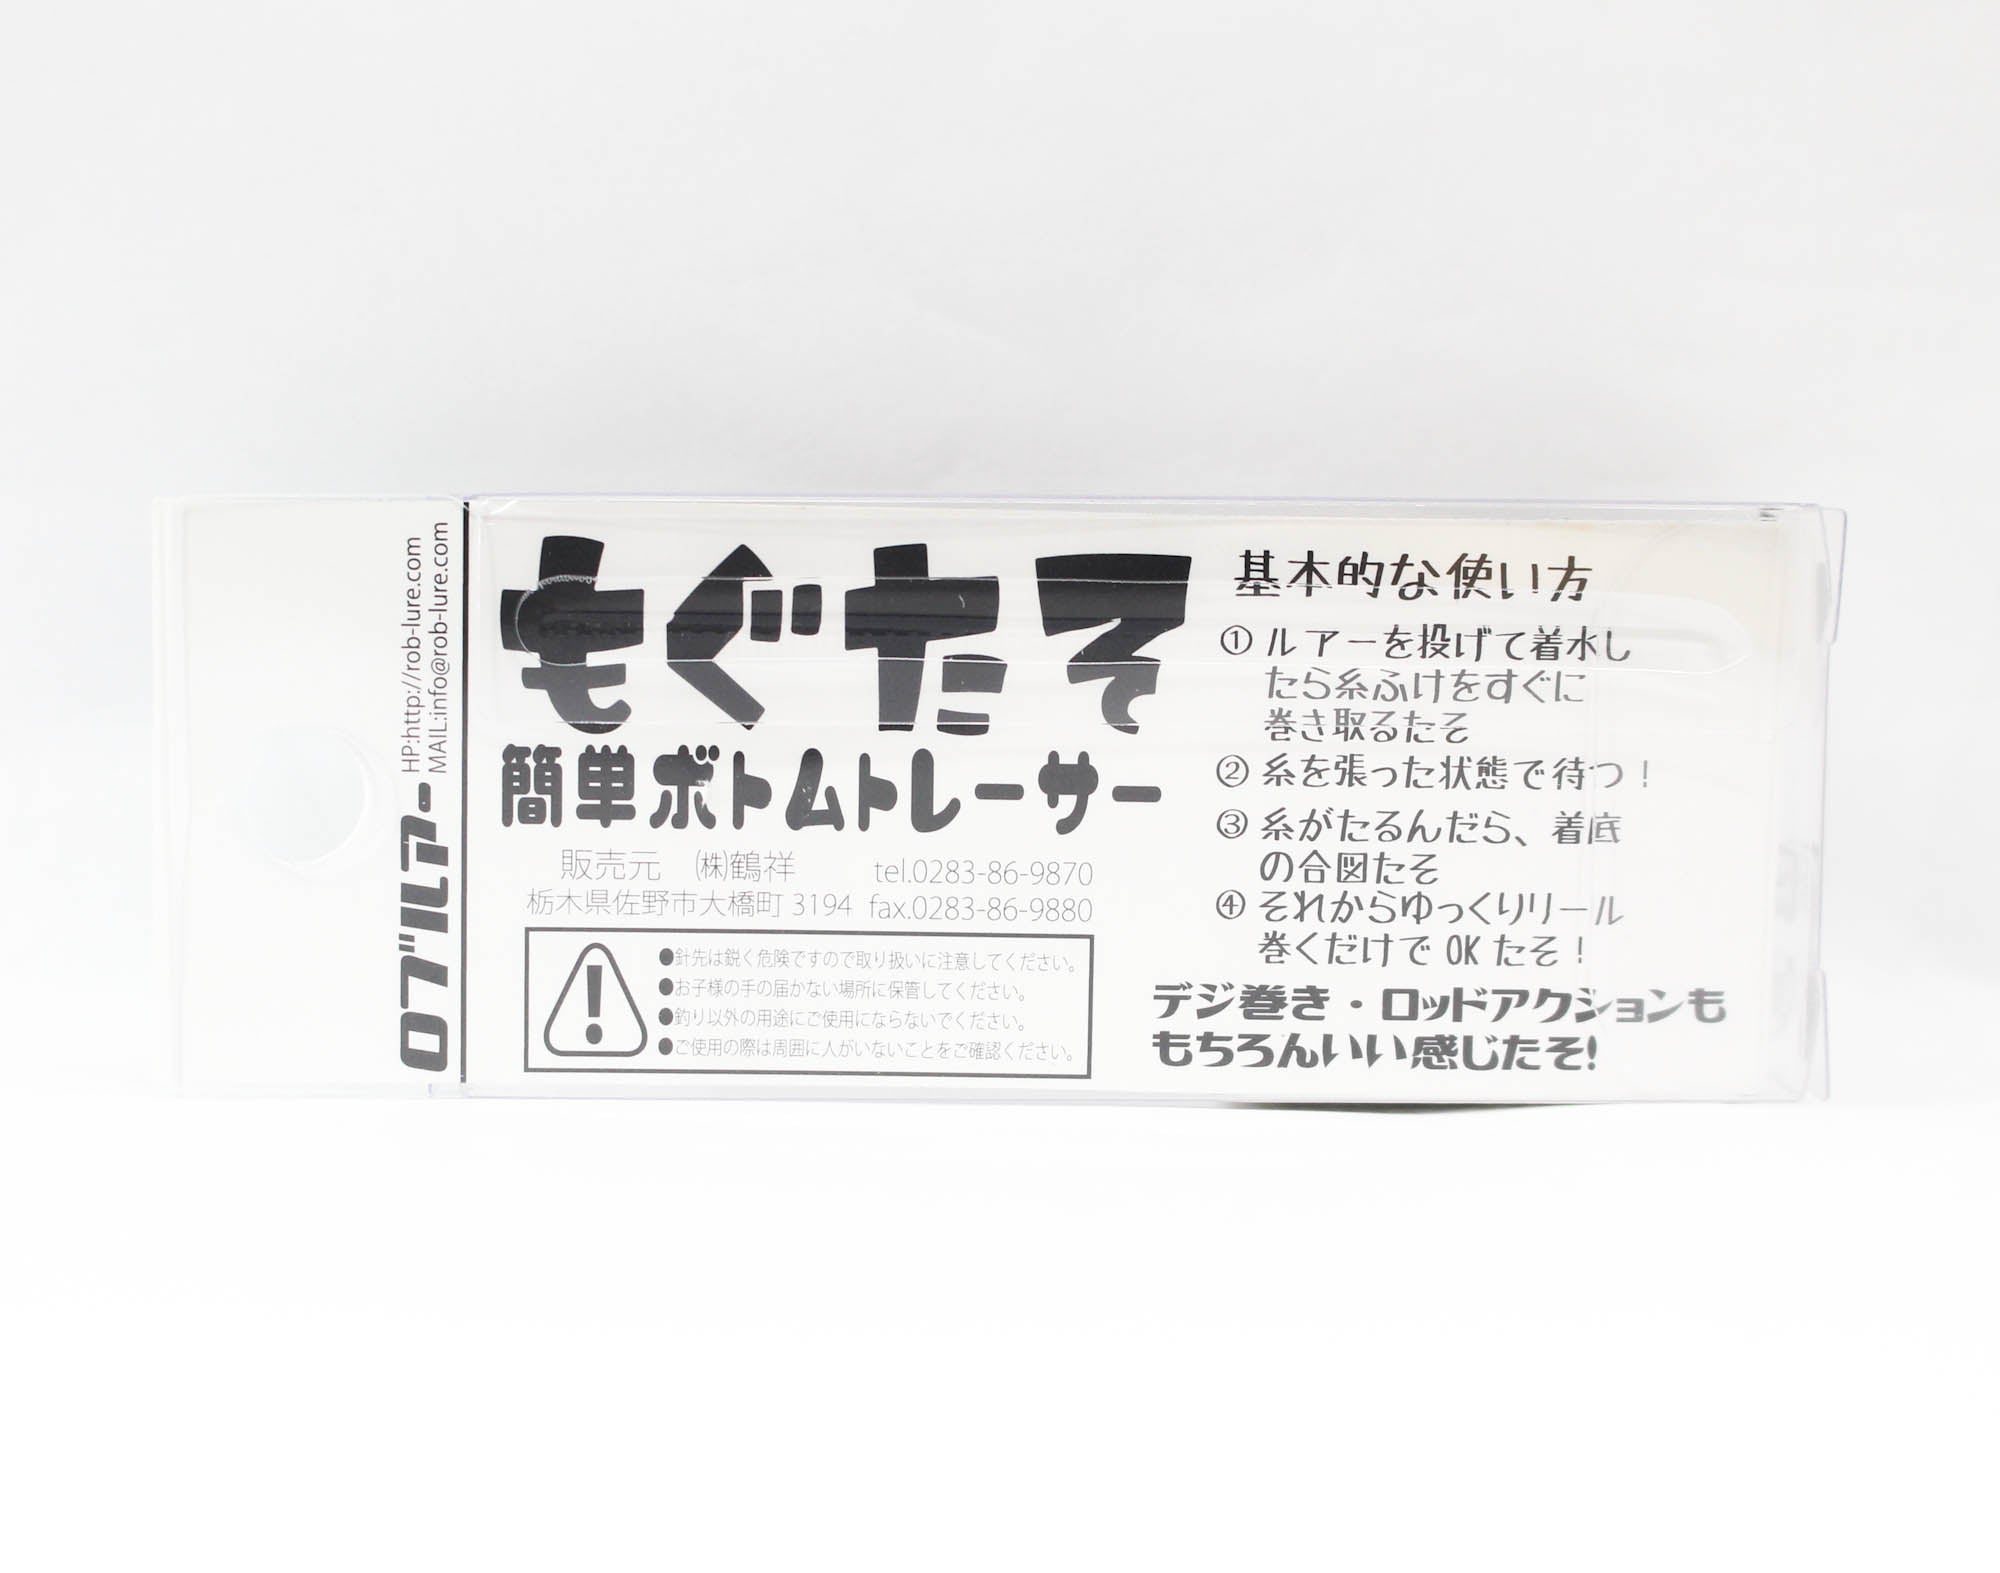 ロブルアー
HP:http://rob-lure.com
MAIL:info@rob-lure.com
もぐたそ
簡単ボトムトレーサー
販売元 ㈱鶴祥 tel.0283-86-9870
栃木県佐野市大橋町 3194 fax.0283-86-9880
●針先は鋭く危険ですので取り扱いに注意してください。
●お子様の手の届かない場所に保管してください。
●釣り以外の用途にご使用にならないでください。
●ご使用の際は周囲に人がいないことをご確認ください。
基本的な使い方
① ルアーを投げて着水し
たら糸ふけをすぐに
巻き取るたそ
② 糸を張った状態で待つ！
③ 糸がたるんだら、着底
の合図たそ
④ それからゆっくりリール
巻くだけで OK たそ！
デジ巻き・ロッドアクションも
もちろんいい感じたそ!